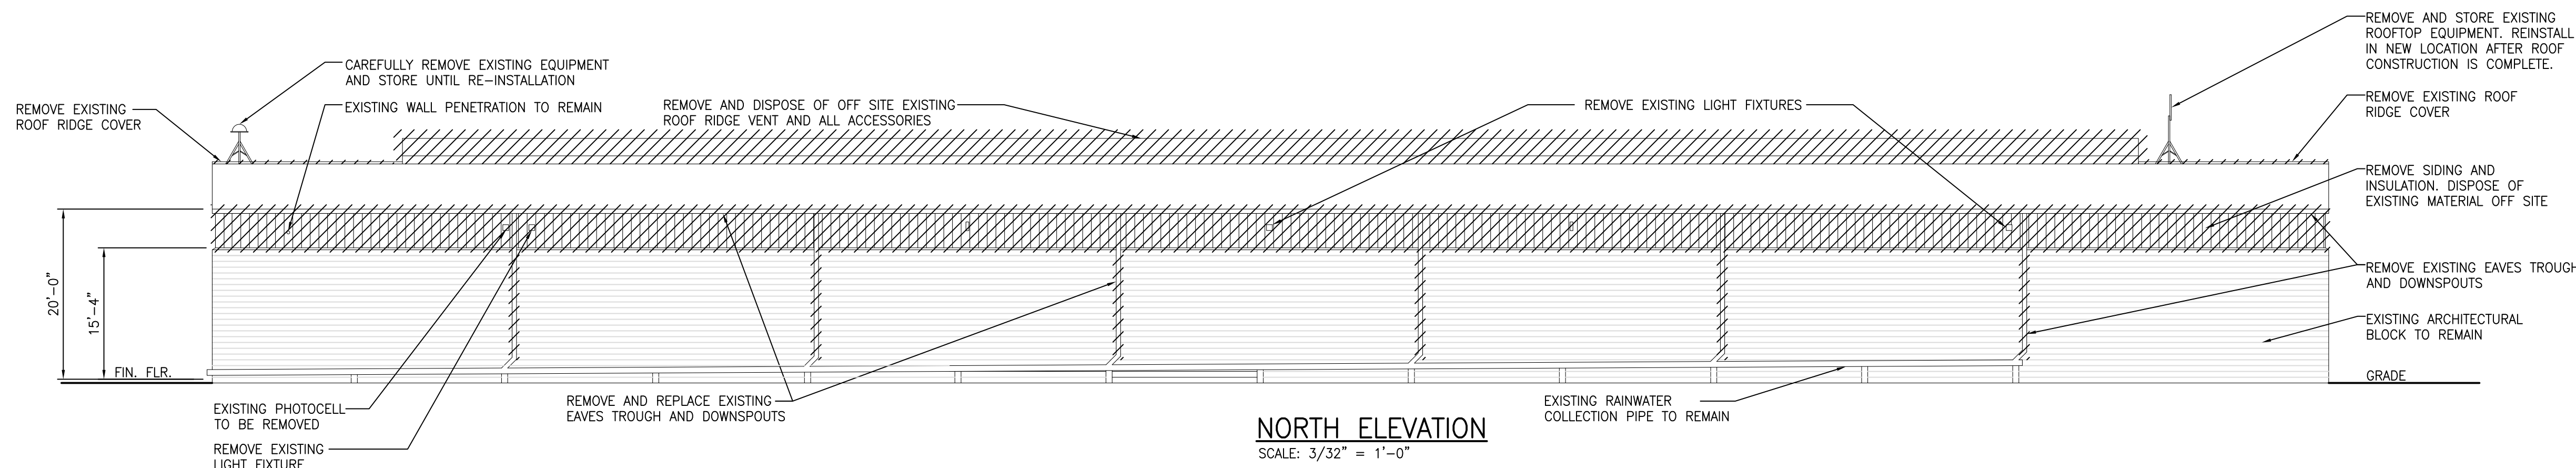 REMOVE AND STORE EXISTING
ROOFTOP EQUIPMENT. REINSTALL
IN NEW LOCATION AFTER ROOF
CONSTRUCTION IS COMPLETE.
CAREFULLY REMOVE EXISTING EQUIPMENT
AND STORE UNTIL RE-INSTALLATION
REMOVE EXISTING
ROOF RIDGE COVER
EXISTING WALL PENETRATION TO REMAIN
REMOVE AND DISPOSE OF OFF SITE EXISTING
ROOF RIDGE VENT AND ALL ACCESSORIES
REMOVE EXISTING LIGHT FIXTURES
REMOVE EXISTING ROOF
RIDGE COVER
REMOVE SIDING AND
INSULATION. DISPOSE OF
EXISTING MATERIAL OFF SITE
20'-0"
15'-4"
REMOVE EXISTING EAVES TROUGH
AND DOWNSPOUTS
EXISTING ARCHITECTURAL
BLOCK TO REMAIN
FIN. FLR.
GRADE
EXISTING PHOTOCELL
TO BE REMOVED
REMOVE AND REPLACE EXISTING
EAVES TROUGH AND DOWNSPOUTS
EXISTING RAINWATER
COLLECTION PIPE TO REMAIN
REMOVE EXISTING
LIGHT FIXTURE
NORTH ELEVATION
SCALE: 3/32" = 1'-0"